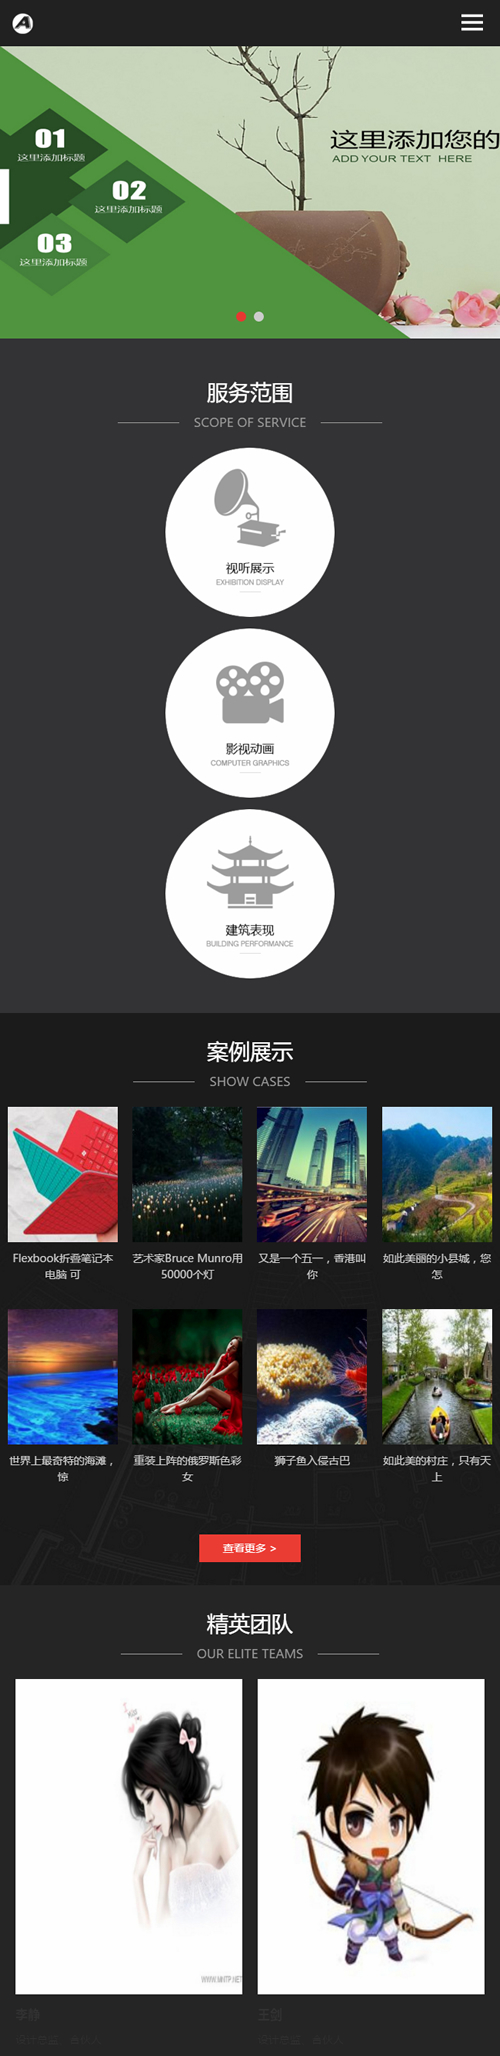 01
这里添加标题
02
这里添加标题
03
这里添加标题
这里添加您的
ADD YOUR TEXT HERE
服务范围
SCOPE OF SERVICE
视听展示
EXHIBITION DISPLAY
影视动画
COMPUTER GRAPHICS
建筑表现
BUILDING PERFORMANCE
案例展示
SHOW CASES
Flexbook折叠笔记本
电脑 可
艺术家Bruce Munro用
50000个灯
又是一个五一，香港叫
你
如此美丽的小县城，您
怎
世界上最奇特的海滩，
惊
重装上阵的俄罗斯色彩
女
狮子鱼入侵古巴
如此美的村庄，只有天
上
查看更多 >
精英团队
OUR ELITE TEAMS
李静
王剑